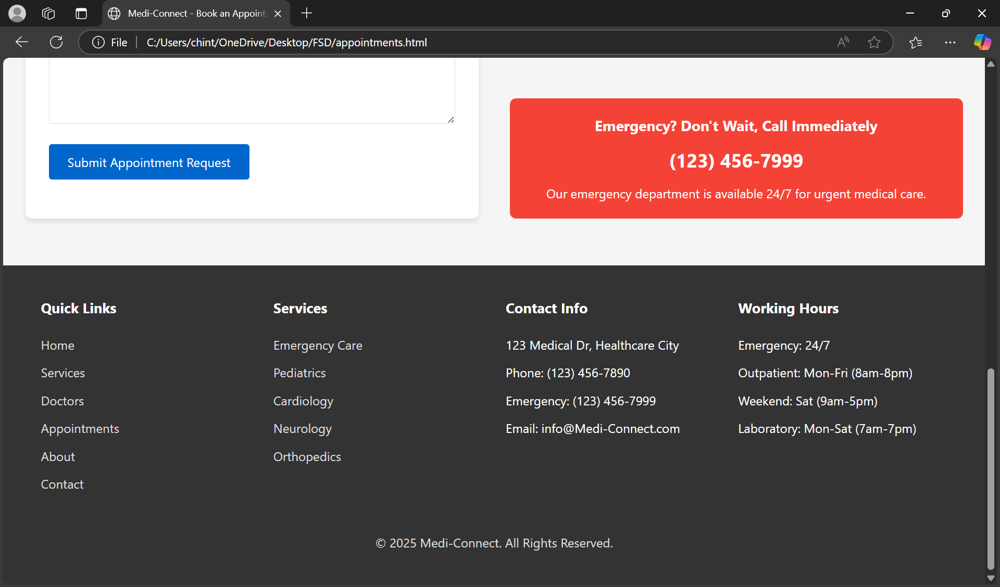 Medi-Connect - Book an Appoint
File
C:/Users/chint/OneDrive/Desktop/FSD/appointments.html
Submit Appointment Request
Emergency? Don't Wait, Call Immediately
(123) 456-7999
Our emergency department is available 24/7 for urgent medical care.
Quick Links
Home
Services
Doctors
Appointments
About
Contact
Services
Emergency Care
Pediatrics
Cardiology
Neurology
Orthopedics
Contact Info
123 Medical Dr, Healthcare City
Phone: (123) 456-7890
Emergency: (123) 456-7999
Email: info@Medi-Connect.com
Working Hours
Emergency: 24/7
Outpatient: Mon-Fri (8am-8pm)
Weekend: Sat (9am-5pm)
Laboratory: Mon-Sat (7am-7pm)
© 2025 Medi-Connect. All Rights Reserved.